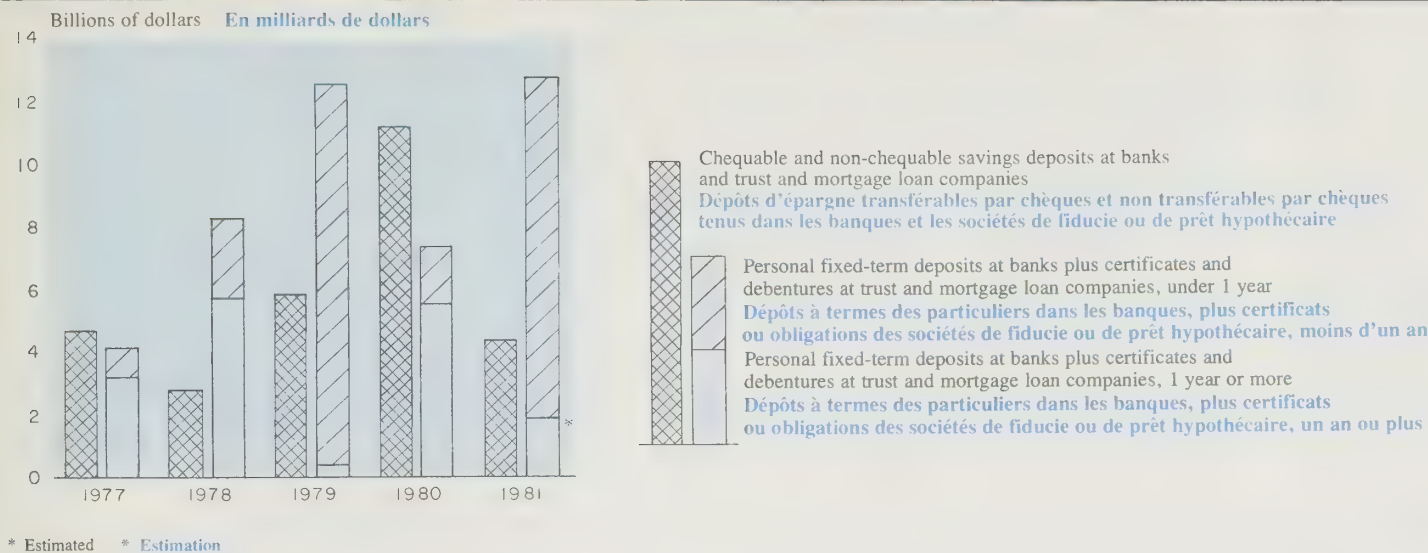 Billions of dollars En milliards de dollars
14
12
10
8
6
4
2
0
*
1977 1978 1979 1980 1981
Chequable and non-chequable savings deposits at banks
and trust and mortgage loan companies
Dépôts d'épargne transférables par chèques et non transférables par chèques
tenus dans les banques et les sociétés de fiducie ou de prêt hypothécaire
Personal fixed-term deposits at banks plus certificates and
debentures at trust and mortgage loan companies, under 1 year
Dépôts à termes des particuliers dans les banques, plus certificats
ou obligations des sociétés de fiducie ou de prêt hypothécaire, moins d'un an
Personal fixed-term deposits at banks plus certificates and
debentures at trust and mortgage loan companies, 1 year or more
Dépôts à termes des particuliers dans les banques, plus certificats
ou obligations des sociétés de fiducie ou de prêt hypothécaire, un an ou plus
* Estimated * Estimation